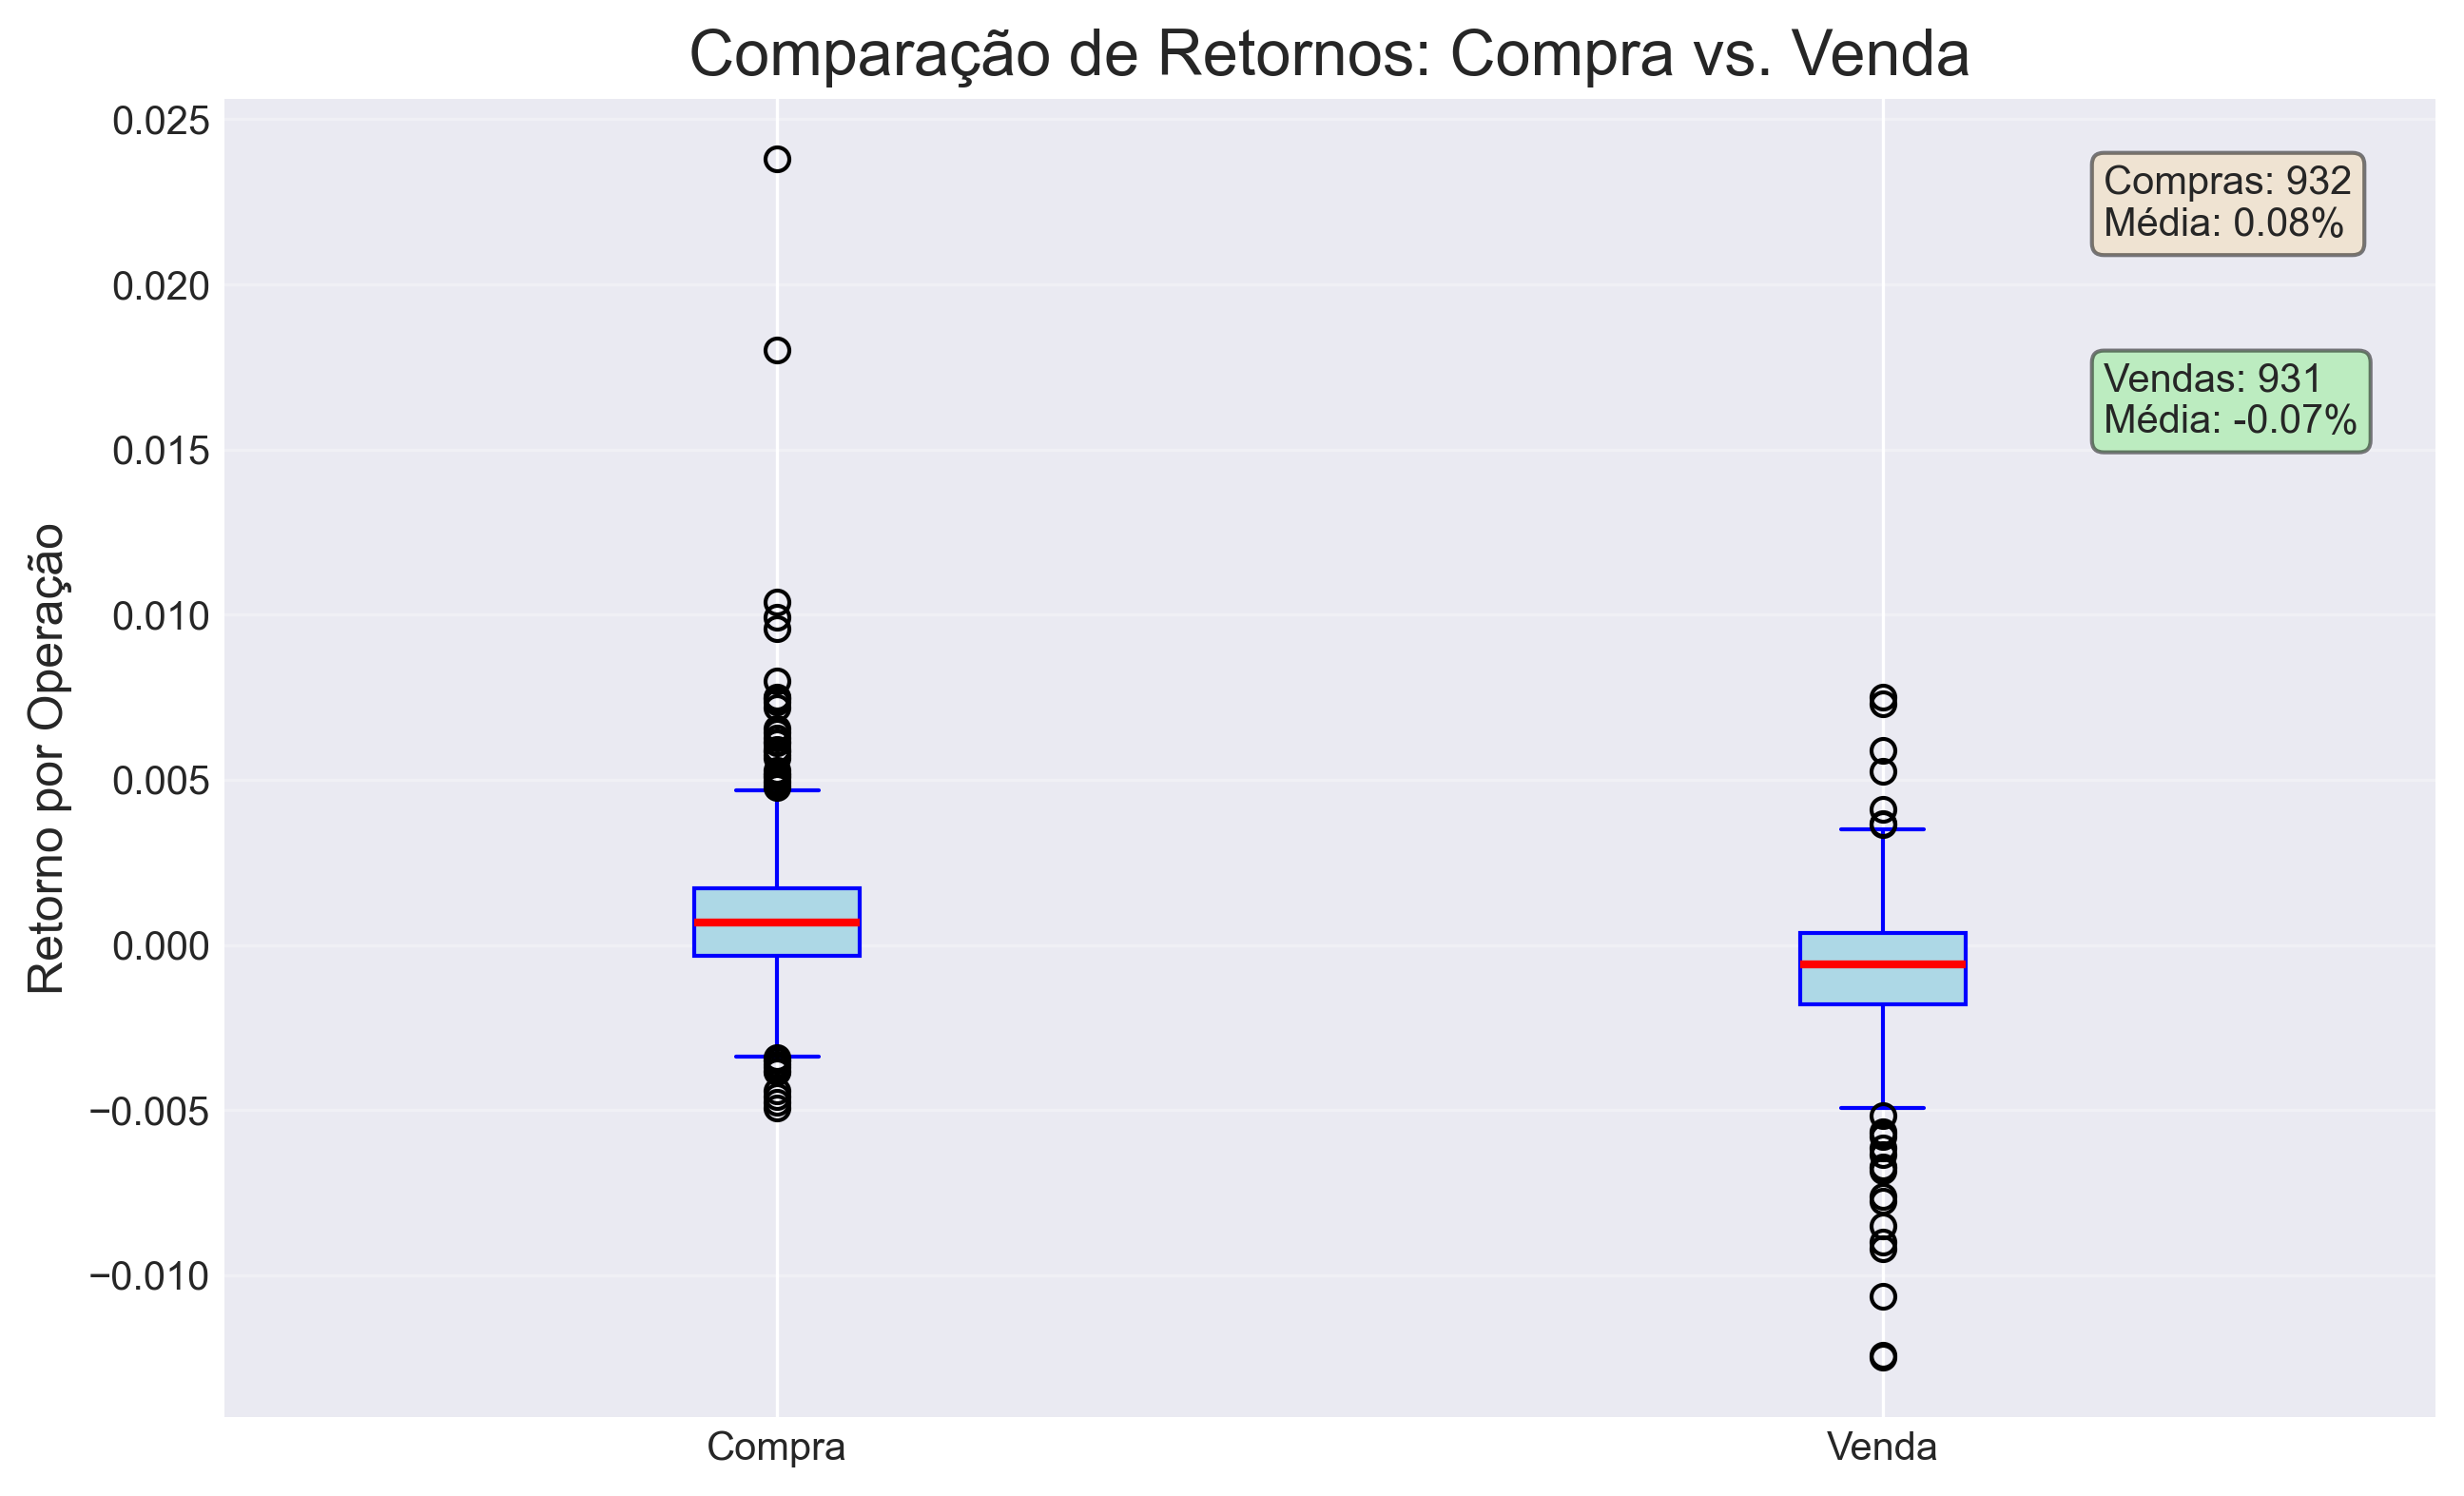 Comparação de Retornos: Compra vs. Venda
Retorno por Operação
0.025
0.020
0.015
0.010
0.005
0.000
−0.005
−0.010
Compras: 932
Média: 0.08%
Vendas: 931
Média: -0.07%
Compra
Venda